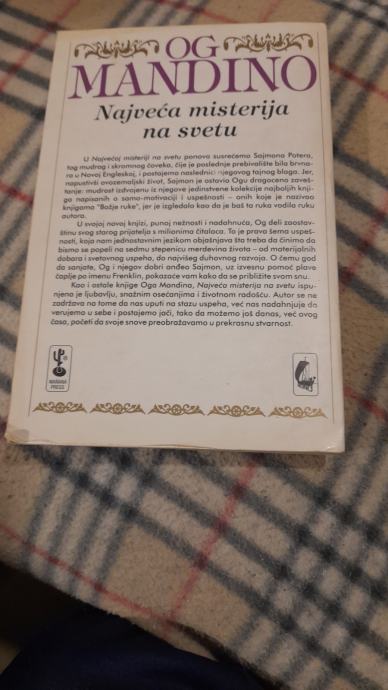 OG
MANDINO
Najveća misterija
na svetu
U Najvećoj misteriji na svetu ponovo susrećemo Sajmona Potera,
tog mudrog i skromnog čoveka, čije je poslednje prebivalište bila brvna-
ra u Novoj Engleskoj, i postajemo naslednici njegovog tajnog blaga. Jer,
napustivši ovozemaljski život, Sajmon je ostavio Ogu dragoceno zaveš-
tanje: mudrost izdvojenu iz njegove jedinstvene kolekcije najboljih knji-
ga napisanih o samo-motivaciji i uspešnosti – onih koje je nazivao
knjigama "Božje ruke", jer je izgledalo kao da je baš ta ruka vodila ruku
autora.
U svojoj novoj knjizi, punoj nežnosti i nadahnuća, Og deli zaostav-
štinu svog starog prijatelja s milionima čitalaca. To je prava šema uspeš-
nosti, koja nam jednostavnim jezikom objašnjava šta treba da činimo da
bismo se popeli na sedmu stepenicu merdevina života – od materijalnih
dobara i svetovnog uspeha, do najvišeg duhovnog razvoja. O čemu god
da sanjate, Og i njegov dobri anđeo Sajmon, uz izvesnu pomoć plave
čaplje po imenu Frenklin, pokazaće vam kako da se približite svom snu.
Kao i ostale knjige Oga Mandina, Najveća misterija na svetu ispu-
njena je ljubavlju, snažnim osećanjima i životnom radošću. Autor se ne
zadržava na tome da nas uputi na stazu uspeha, već nas nadahnjuje da
verujemo u sebe i postajemo jači, tako da možemo još danas, već ovog
časa, početi da svoje snove preobražavamo u prekrasnu stvarnost.
MAÑANA
PRESS